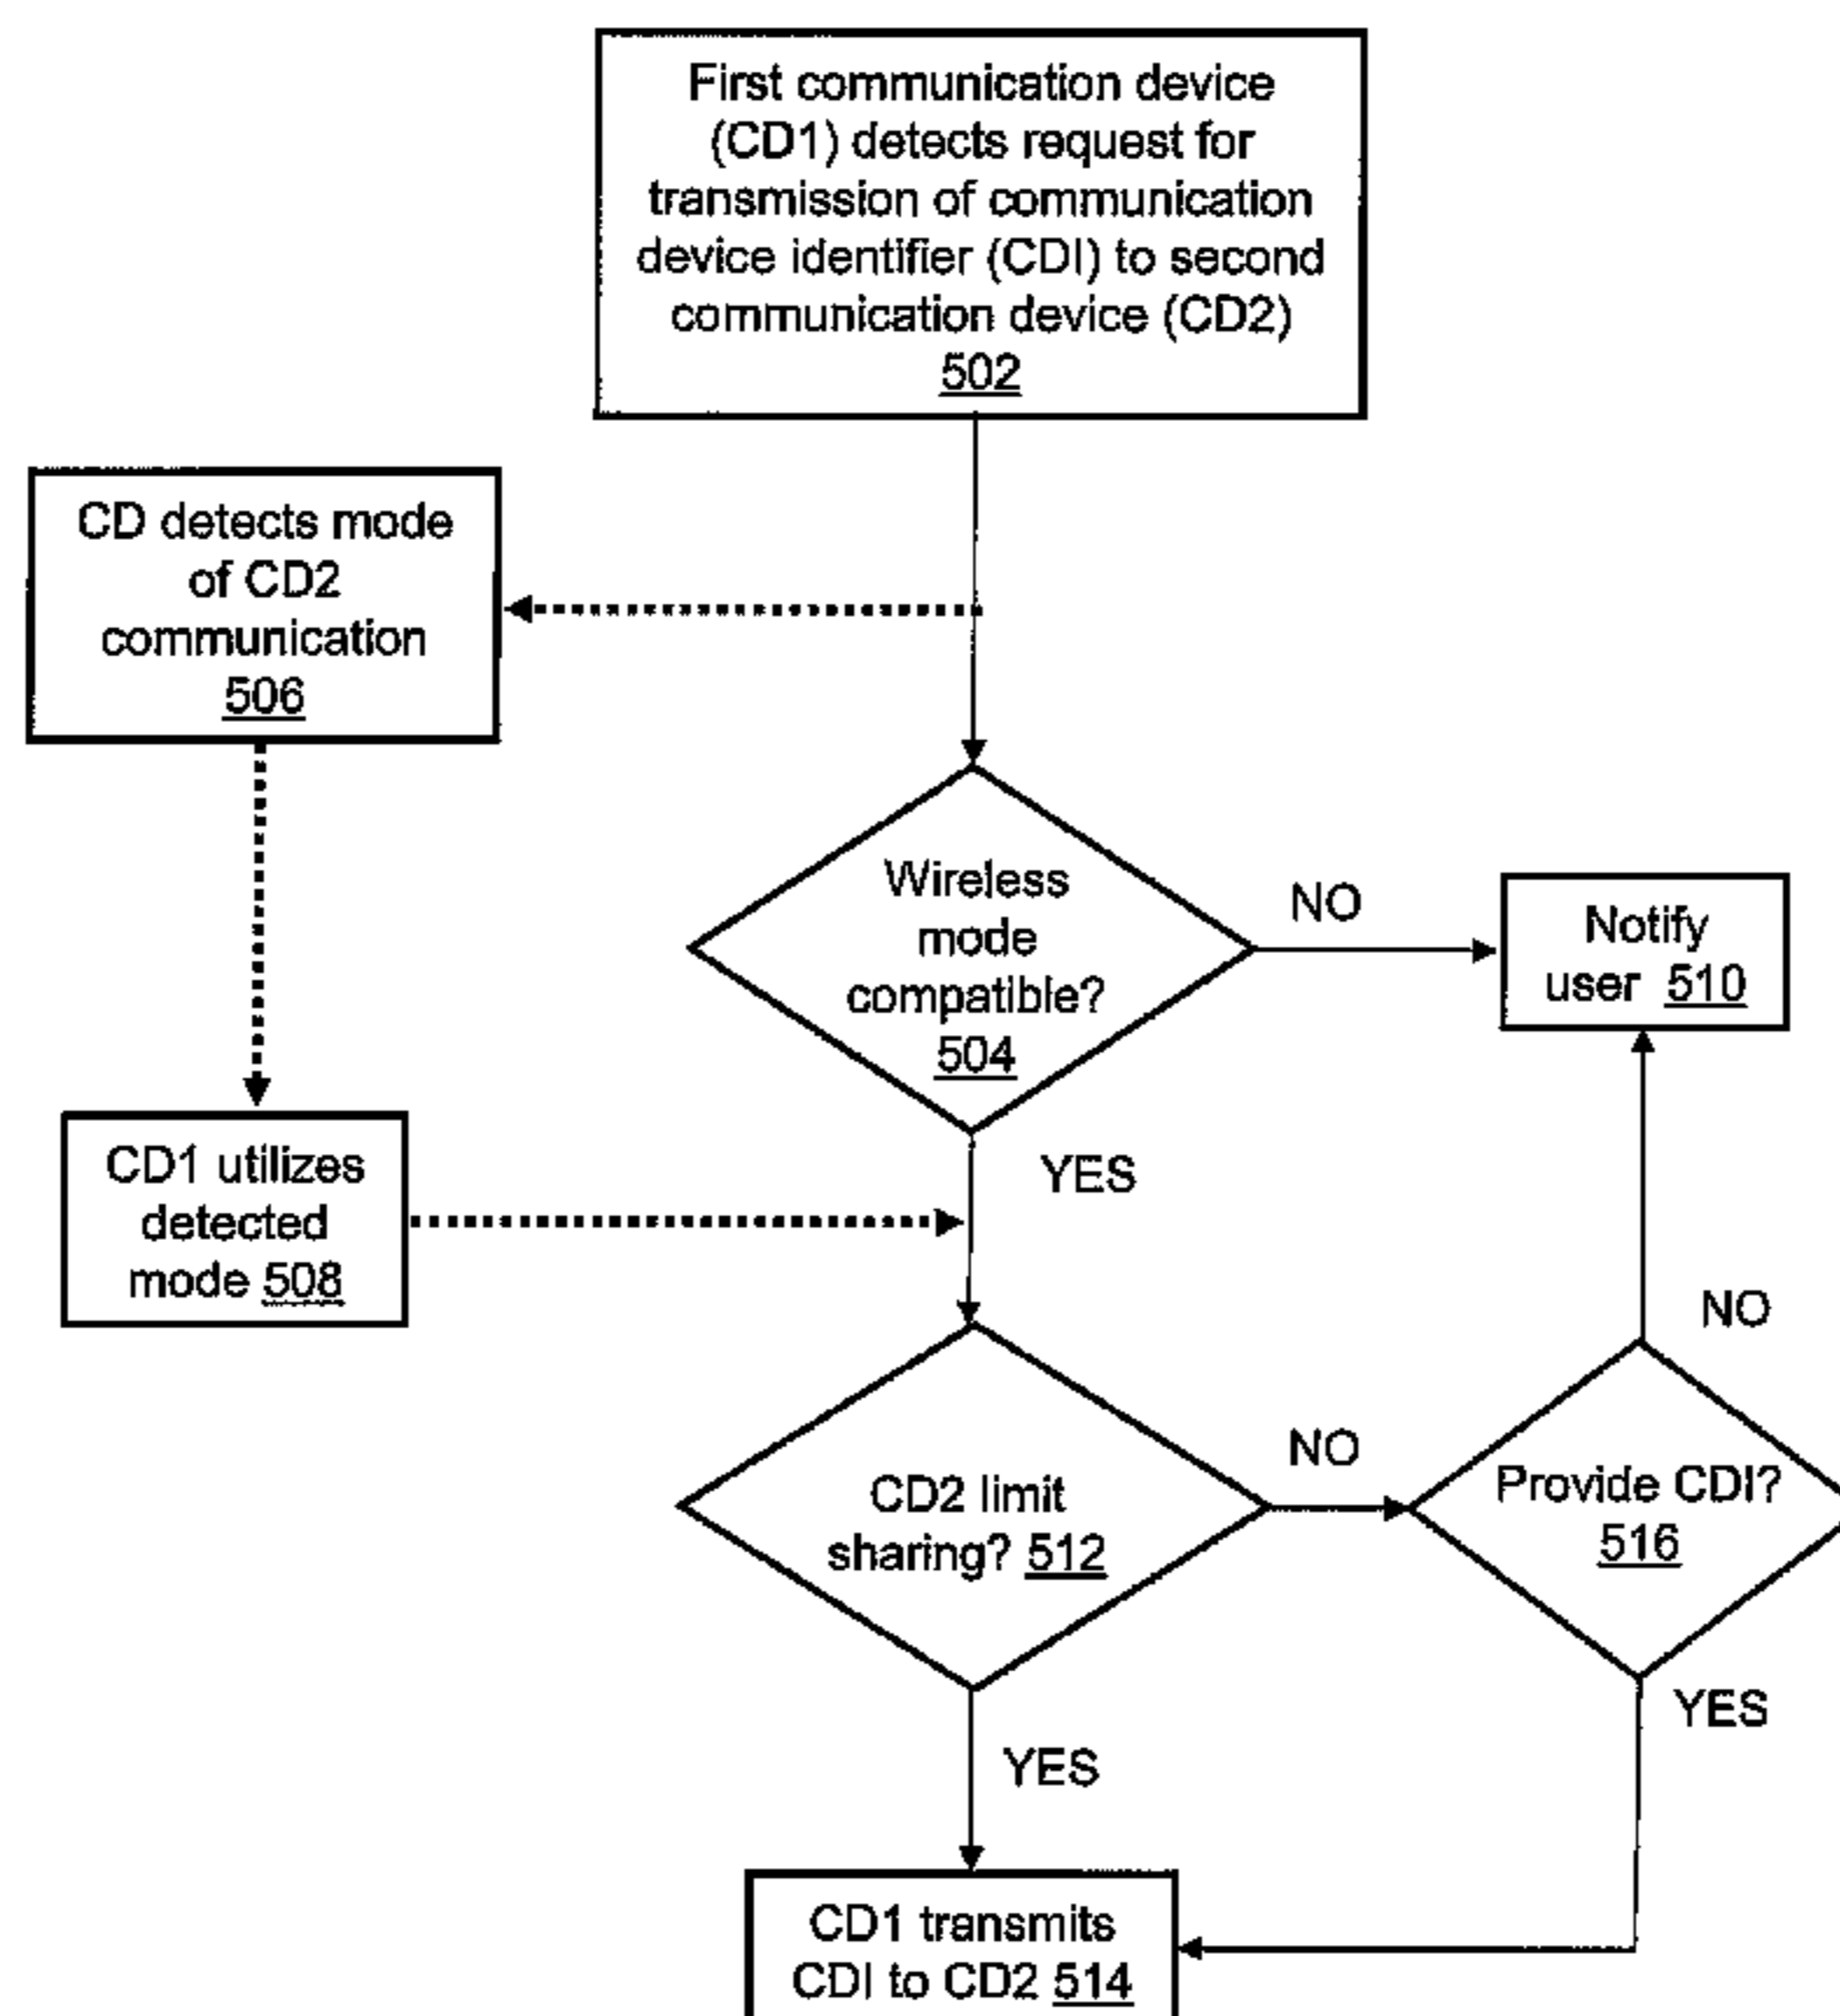 First communication device
(CD1) detects request for
transmission of communication
device identifier (CDI) to second
communication device (CD2)
502
CD detects mode
of CD2
communication
506
Wireless
mode
compatible?
504
NO
Notify
user 510
YES
CD1 utilizes
detected
mode 508
NO
CD2 limit
sharing? 512
NO
Provide CDI?
516
YES
YES
CD1 transmits
CDI to CD2 514